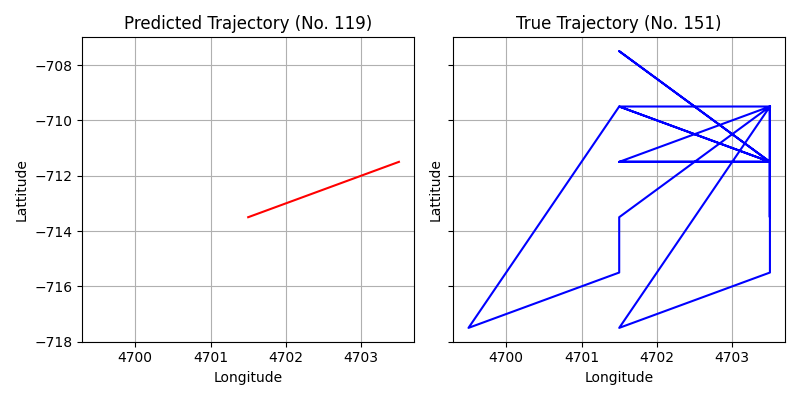 Predicted Trajectory (No. 119)
True Trajectory (No. 151)
−708
−710
−712
−714
−716
−718
Lattitude
Lattitude
4700
4701
4702
4703
4700
4701
4702
4703
Longitude
Longitude